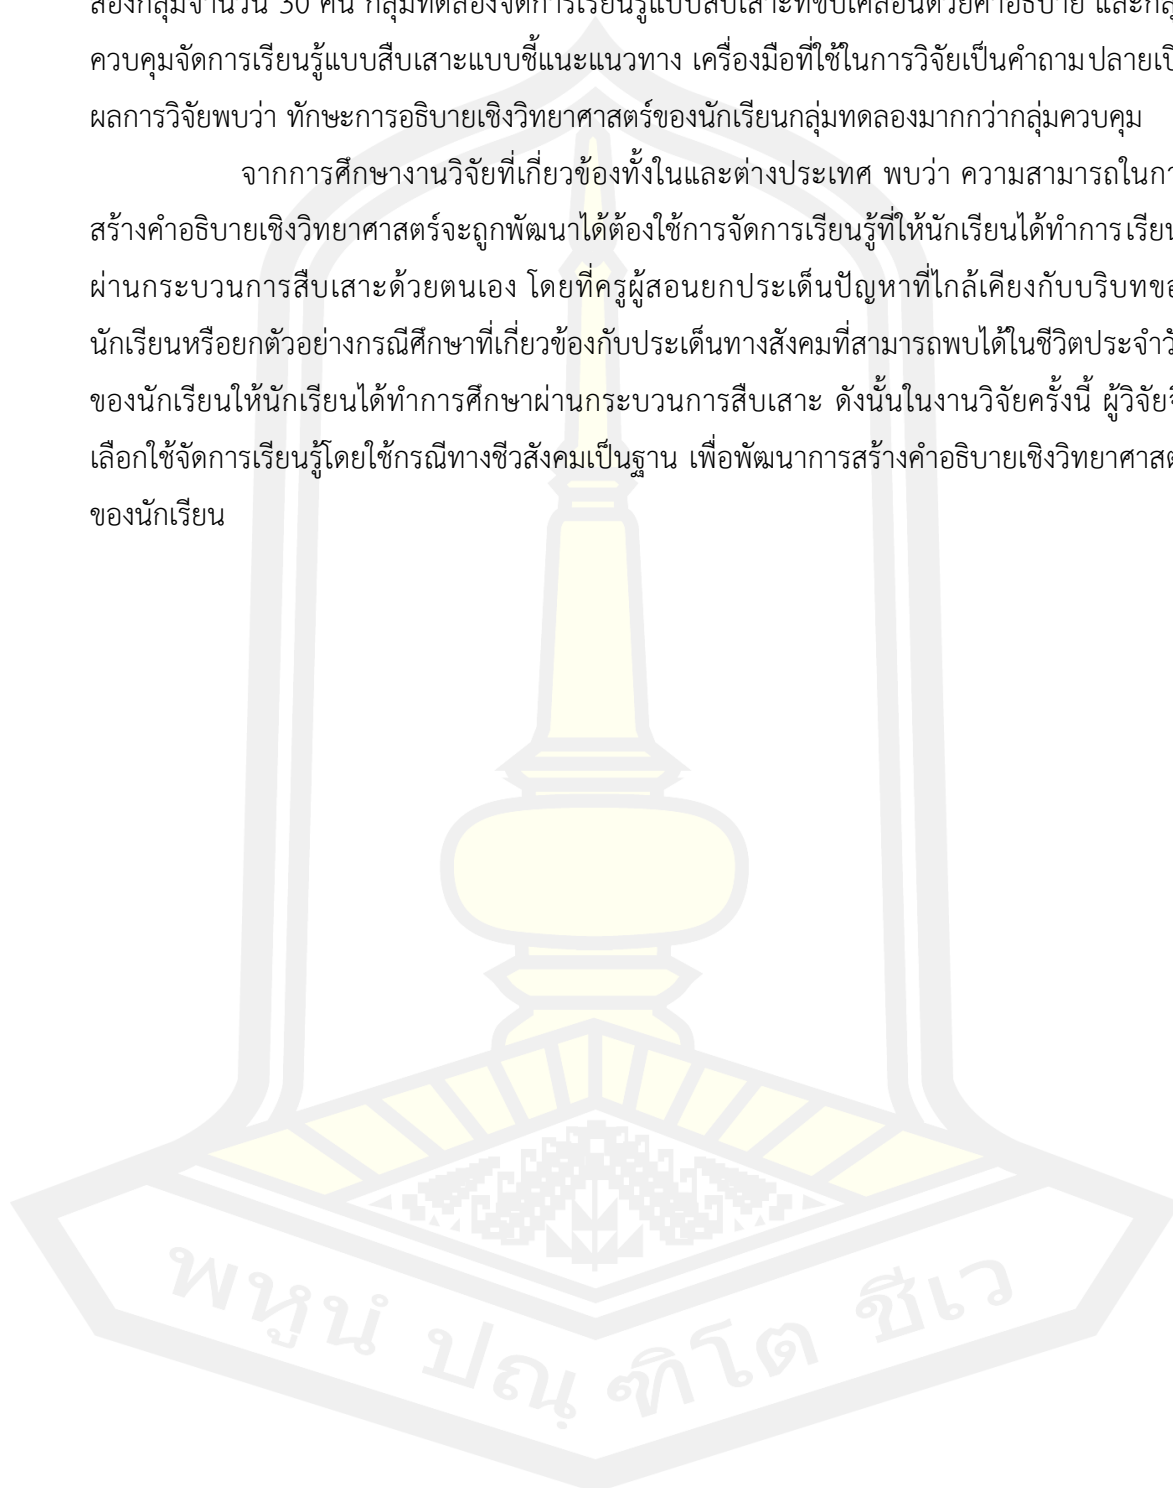 สองกลุ่มจำนวน 30 คน กลุ่มทดลองจัดการเรียนรู้แบบสืบเสาะที่ขับเคลื่อนด้วยคำอธิบาย
ควบคุมจัดการเรียนรู้แบบสืบเสาะแบบชี้แนะแนวทาง เครื่องมือที่ใช้ในการวิจัยเป็นคำถามปลายเปิ
ผลการวิจัยพบว่า ทักษะการอธิบายเชิงวิทยาศาสตร์ของนักเรียนกลุ่มทดลองมากกว่ากลุ่มควบคุม
จากการศึกษางานวิจัยที่เกี่ยวข้องทั้งในและต่างประเทศ พบว่า ความสามารถในกา
สร้างคำอธิบายเชิงวิทยาศาสตร์จะถูกพัฒนาได้ต้องใช้การจัดการเรียนรู้ที่ให้นักเรียนได้ทำการเรียน
ผ่านกระบวนการสืบเสาะด้วยตนเอง โดยที่ครูผู้สอนยกประเด็นปัญหาที่ไกล้เคียงกับบริบทขอ
นักเรียนหรือยกตัวอย่างกรณีศึกษาที่เกี่ยวข้องกับประเด็นทางสังคมที่สามารถพบได้ในชีวิตประจำวั
ของนักเรียนให้นักเรียนได้ทำการศึกษาผ่านกระบวนการสืบเสาะ ดังนั้นในงานวิจัยครั้งนี้ ผู้วิจัยจึ
เลือกใช้จัดการเรียนรู้โดยใช้กรณีทางชีวสังคมเป็นฐาน เพื่อพัฒนาการสร้างคำอธิบายเชิงวิทยาศาสต
ของนักเรียน
พหูนํ ปณฺฑิโต ชีเว